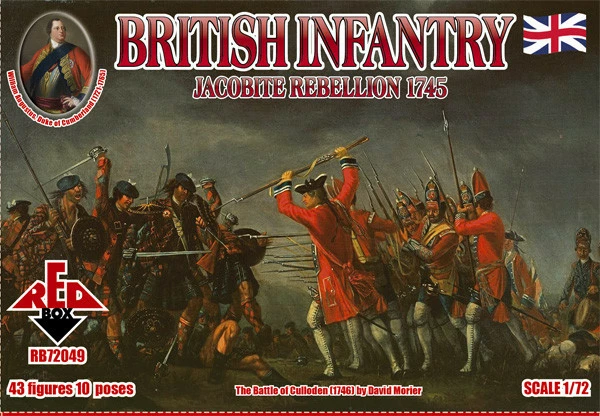 BRITISH INFANTRY
JACOBITE REBELLION 1745
William Augustus, Duke of Cumberland (1721-1765)
RED
BOX
RB72049
43 figures 10 poses
The Battle of Culloden (1746) by David Morier
SCALE 1/72